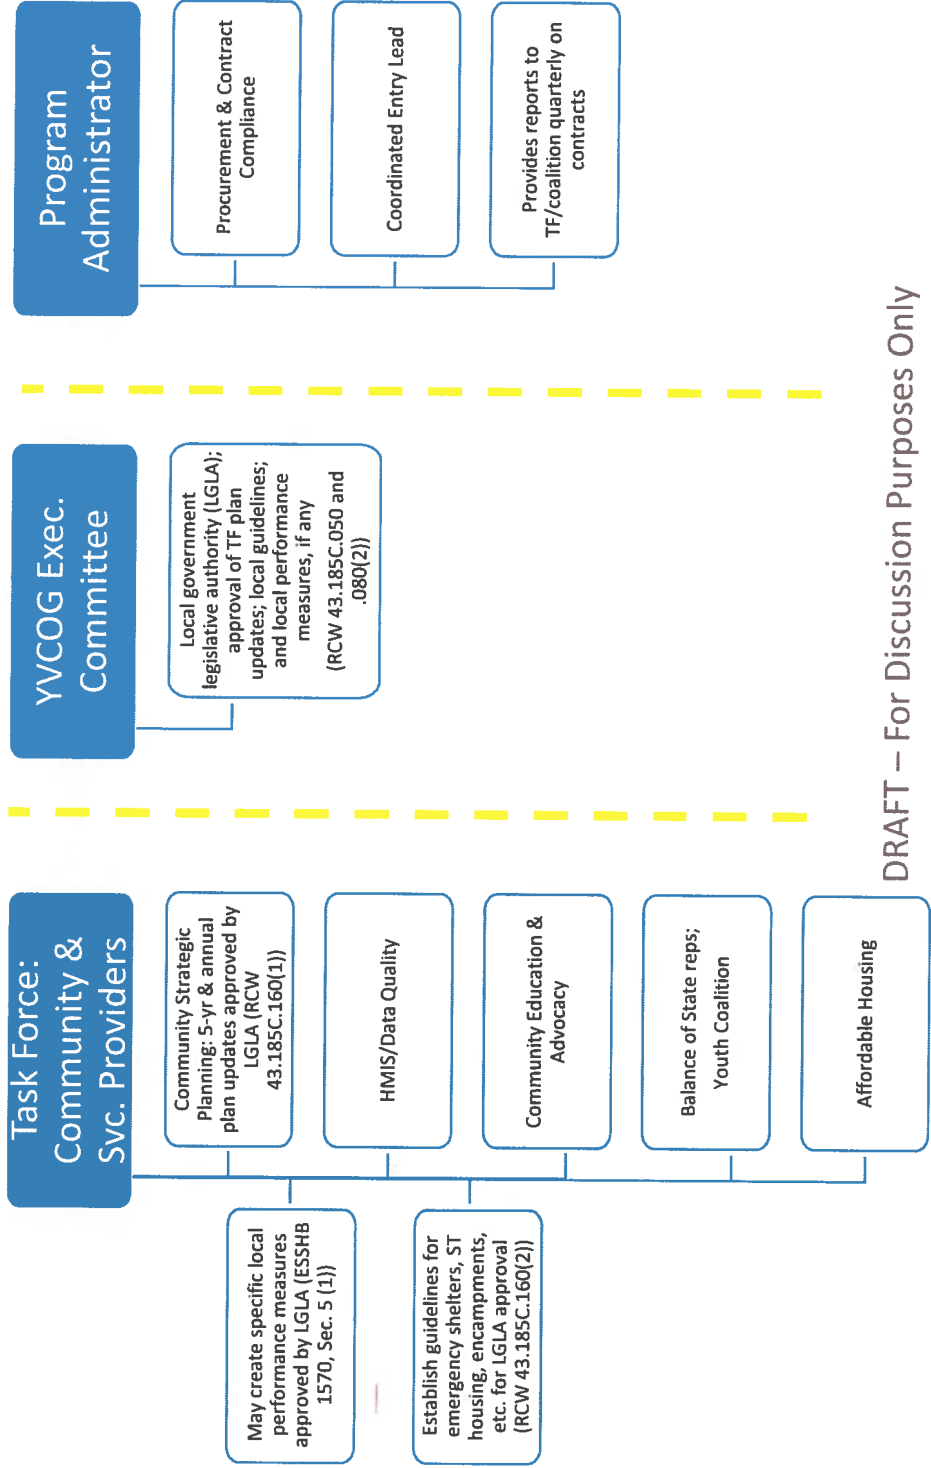 Task Force:
Community &
Svc. Providers
May create specific local
performance measures
approved by LGLA (ESSHB
1570, Sec. 5 (1))
Establish guidelines for
emergency shelters, ST
housing, encampments,
etc. for LGLA approval
(RCW 43.185C.160(2))
Community Strategic
Planning: 5-yr & annual
plan updates approved by
LGLA (RCW
43.185C.160(1))
HMIS/Data Quality
Community Education &
Advocacy
Balance of State reps;
Youth Coalition
Affordable Housing
YVCOG Exec.
Committee
Local government
legislative authority (LGLA);
approval of TF plan
updates; local guidelines;
and local performance
measures, if any
(RCW 43.185C.050 and
.080(2))
Program
Administrator
Procurement & Contract
Compliance
Coordinated Entry Lead
Provides reports to
TF/coalition quarterly on
contracts
DRAFT – For Discussion Purposes Only